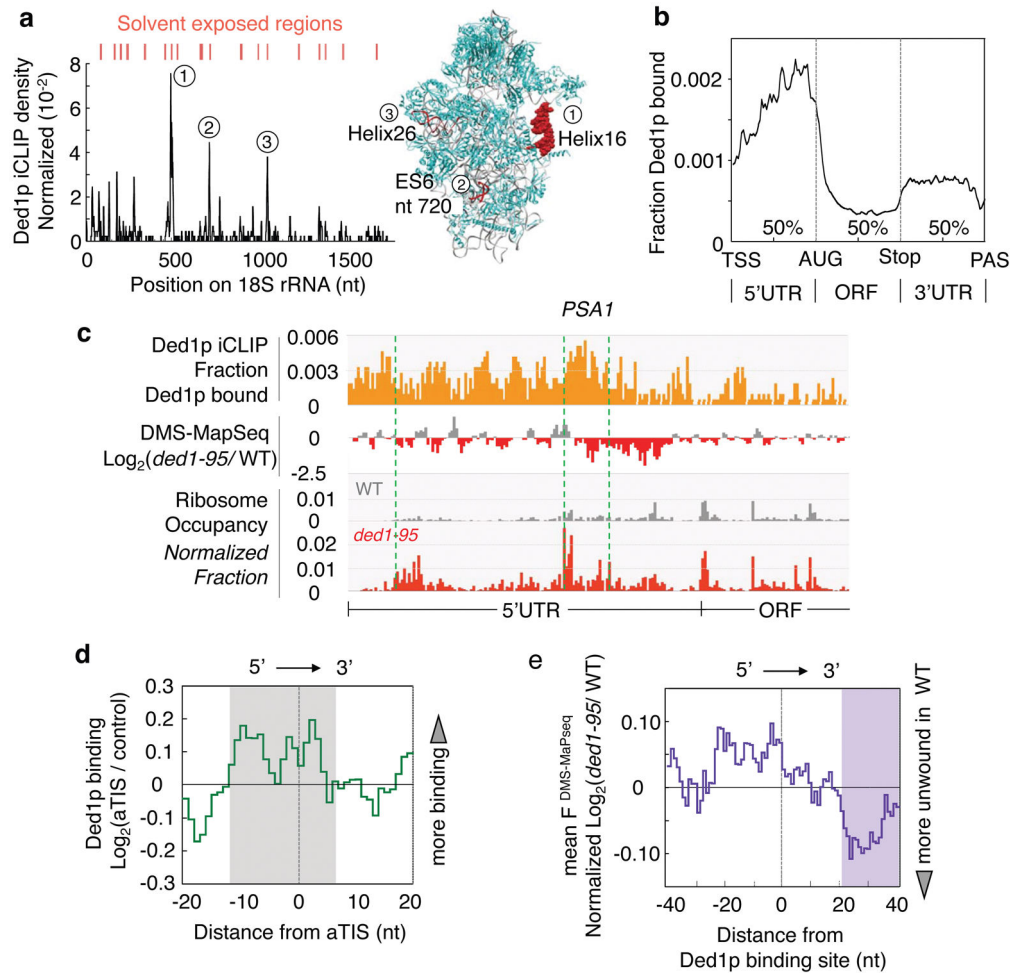 a
Solvent exposed regions
Ded1p iCLIP density
Normalized (10-2)
8
6
4
2
0
0
500
1000
1500
Position on 18S rRNA (nt)
1
2
3
3
Helix26
1
Helix16
ES6
2
nt 720
b
Fraction Ded1p bound
0.002
0.001
0
50%
50%
50%
TSS
AUG
Stop
PAS
5'UTR
ORF
3'UTR
c
PSA1
Ded1p iCLIP
Fraction
Ded1p bound
0.006
0.003
0
DMS-MapSeq
Log2(ded1-95/ WT)
0
-2.5
Ribosome
Occupancy
Normalized
Fraction
WT
0.01
0
ded1-95
0.02
0.01
0
5'UTR
ORF
d
5’ 3’
Ded1p binding
Log2(aTIS / control)
0.3
0.2
0.1
0
-0.1
-0.2
-0.3
-20
-10
0
10
20
Distance from aTIS (nt)
more binding
e
5’ 3’
mean F DMS-MaPseq
Normalized Log2(ded1-95/ WT)
0.10
0
-0.10
-40
-20
0
20
40
Distance from
Ded1p binding site (nt)
more unwound in WT